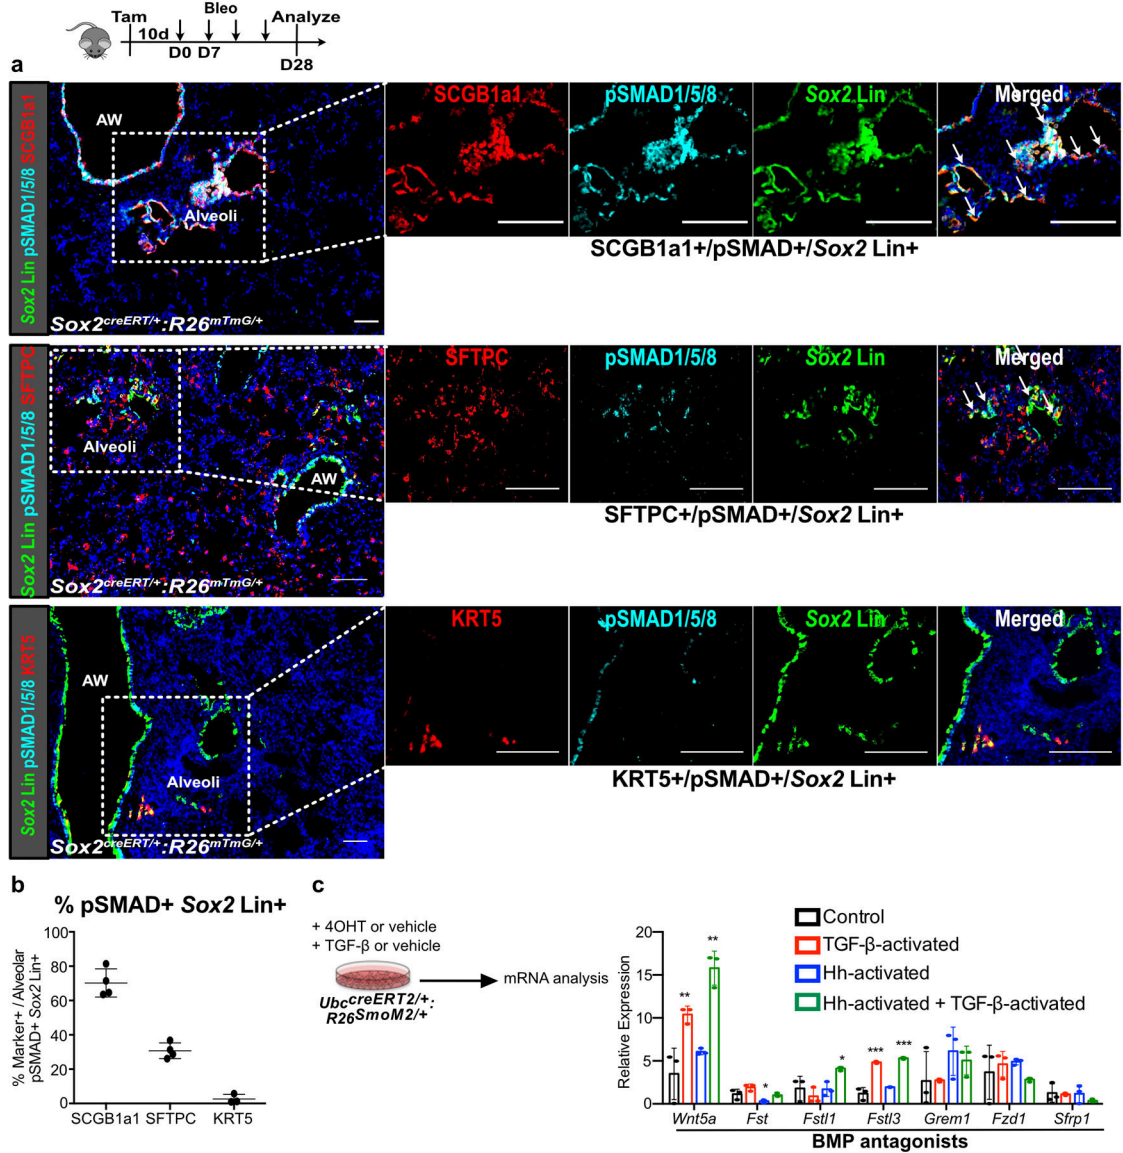 Bleo
Tam
Analyze
10d
D0 D7
D28
a
Sox2 Lin pSMAD1/5/8 SCGB1a1
AW
Alveoli
Sox2creERT/+:R26mTmG/+
SCGB1a1
pSMAD1/5/8
Sox2 Lin
Merged
SCGB1a1+/pSMAD+/Sox2 Lin+
Sox2 Lin pSMAD1/5/8 SFTPC
Alveoli
AW
Sox2creERT/+:R26mTmG/+
SFTPC
pSMAD1/5/8
Sox2 Lin
Merged
SFTPC+/pSMAD+/Sox2 Lin+
Sox2 Lin pSMAD1/5/8 KRT5
AW
Alveoli
Sox2creERT/+:R26mTmG/+
KRT5
pSMAD1/5/8
Sox2 Lin
Merged
KRT5+/pSMAD+/Sox2 Lin+
b
% pSMAD+ Sox2 Lin+
% Marker+ / Alveolar
pSMAD+ Sox2 Lin+
100
80
60
40
20
0
SCGB1a1 SFTPC KRT5
c
+ 4OHT or vehicle
+ TGF-β or vehicle
mRNA analysis
UbccreERT2/+:
R26SmoM2/+
Relative Expression
20
15
10
5
0
**
**
*
*
***
***
Control
TGF-β-activated
Hh-activated
Hh-activated + TGF-β-activated
Wnt5a Fst Fstl1 Fstl3 Grem1 Fzd1 Sfrp1
BMP antagonists